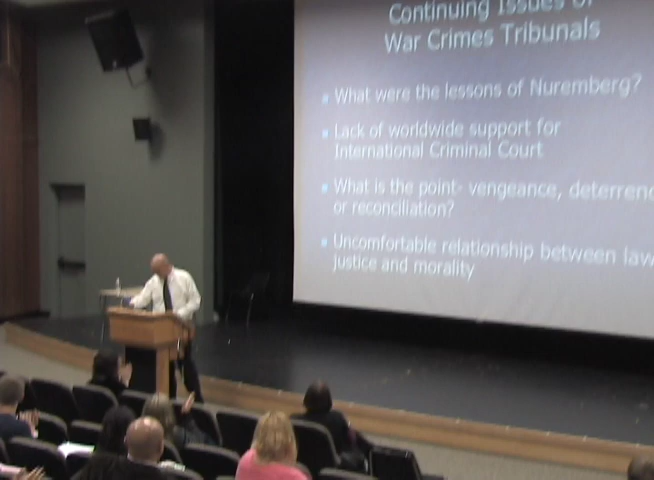 Continuing Issues of
War Crimes Tribunals
What were the lessons of Nuremberg?
Lack of worldwide support for
International Criminal Court
What is the point- vengeance, deterrenc
or reconciliation?
Uncomfortable relationship between law
justice and morality